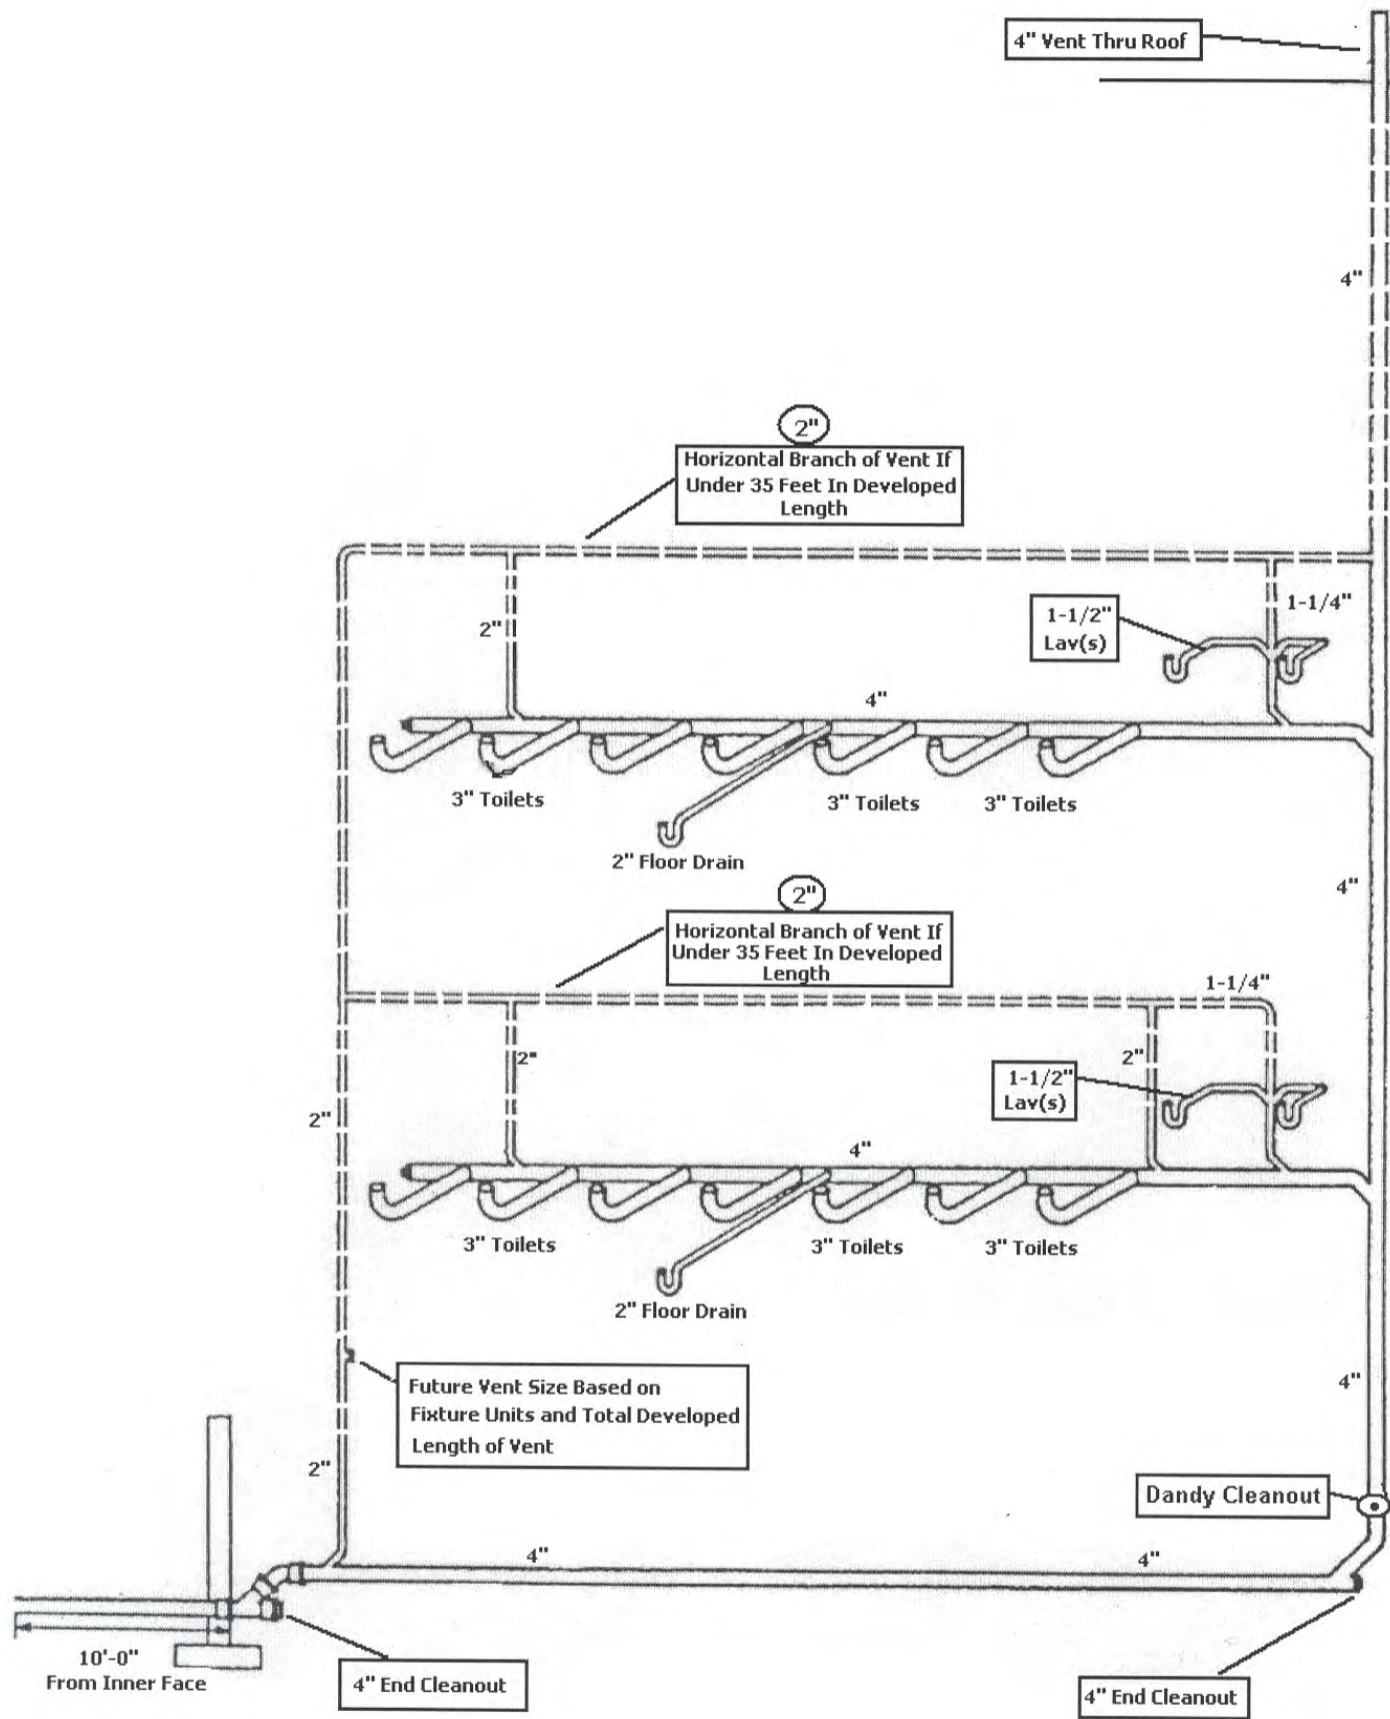 4" Vent Thru Roof
4"
2"
Horizontal Branch of Vent If
Under 35 Feet In Developed
Length
1-1/2"
Lav(s)
1-1/4"
2"
4"
3" Toilets
3" Toilets
3" Toilets
2" Floor Drain
4"
2"
Horizontal Branch of Vent If
Under 35 Feet In Developed
Length
1-1/4"
2"
2"
1-1/2"
Lav(s)
2"
4"
3" Toilets
3" Toilets
3" Toilets
2" Floor Drain
Future Vent Size Based on
Fixture Units and Total Developed
Length of Vent
4"
2"
Dandy Cleanout
4"
4"
10'-0"
From Inner Face
4" End Cleanout
4" End Cleanout